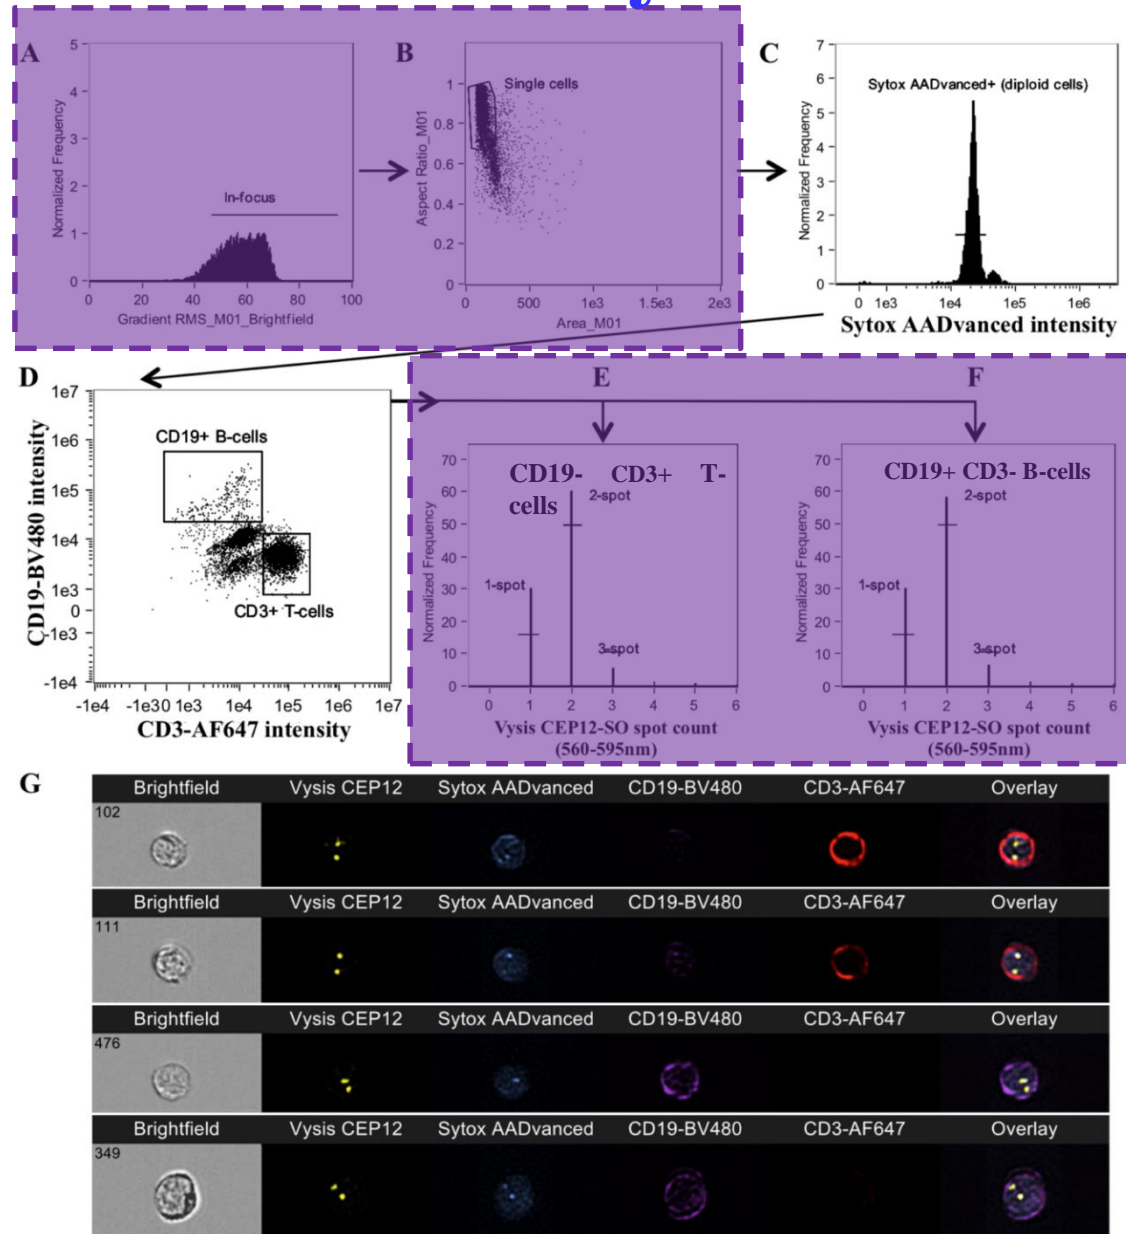 A
5
4
3
2
1
0
Normalized Frequency
In-focus
0 20 40 60 80 100
Gradient RMS_M01_Brightfield
B
1
0.8
0.6
0.4
0.2
0
Aspect Ratio_M01
Single cells
0 500 1e3 1.5e3 2e3
Area_M01
C
7
6
5
4
3
2
1
0
Normalized Frequency
Sytox AADvanced+ (diploid cells)
0 1e3 1e4 1e5 1e6
Sytox AADvanced intensity
D
1e7
1e6
1e5
1e4
1e3
0
-1e3
-1e4
CD19-BV480 intensity
CD19+ B-cells
CD3+ T-cells
-1e4 -1e30 1e3 1e4 1e5 1e6 1e7
CD3-AF647 intensity
E
70
60
50
40
30
20
10
0
Normalized Frequency
CD19- CD3+ T-
cells
2-spot
1-spot
3-spot
0 1 2 3 4 5 6
Vysis CEP12-SO spot count
(560-595nm)
F
70
60
50
40
30
20
10
0
Normalized Frequency
CD19+ CD3- B-cells
2-spot
1-spot
3-spot
0 1 2 3 4 5 6
Vysis CEP12-SO spot count
(560-595nm)
G
Brightfield Vysis CEP12 Sytox AADvanced CD19-BV480 CD3-AF647 Overlay
102
Brightfield Vysis CEP12 Sytox AADvanced CD19-BV480 CD3-AF647 Overlay
111
Brightfield Vysis CEP12 Sytox AADvanced CD19-BV480 CD3-AF647 Overlay
476
Brightfield Vysis CEP12 Sytox AADvanced CD19-BV480 CD3-AF647 Overlay
349